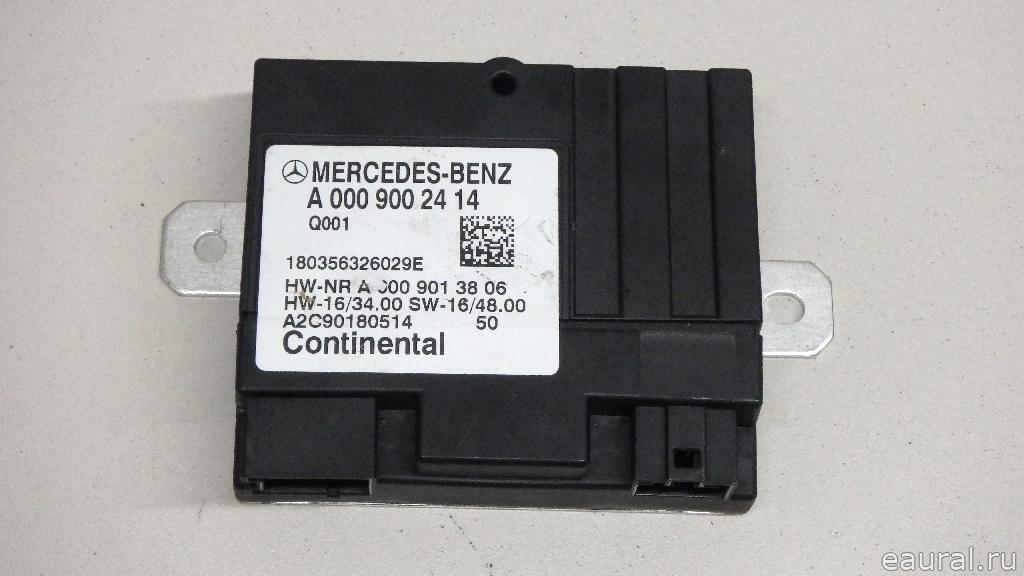 MERCEDES-BENZ
A 000 900 24 14
Q001
180356326029E
HW-NR A 000 901 38 06
HW-16/34.00 SW-16/48.00
A2C90180514 50
Continental
eaural.ru